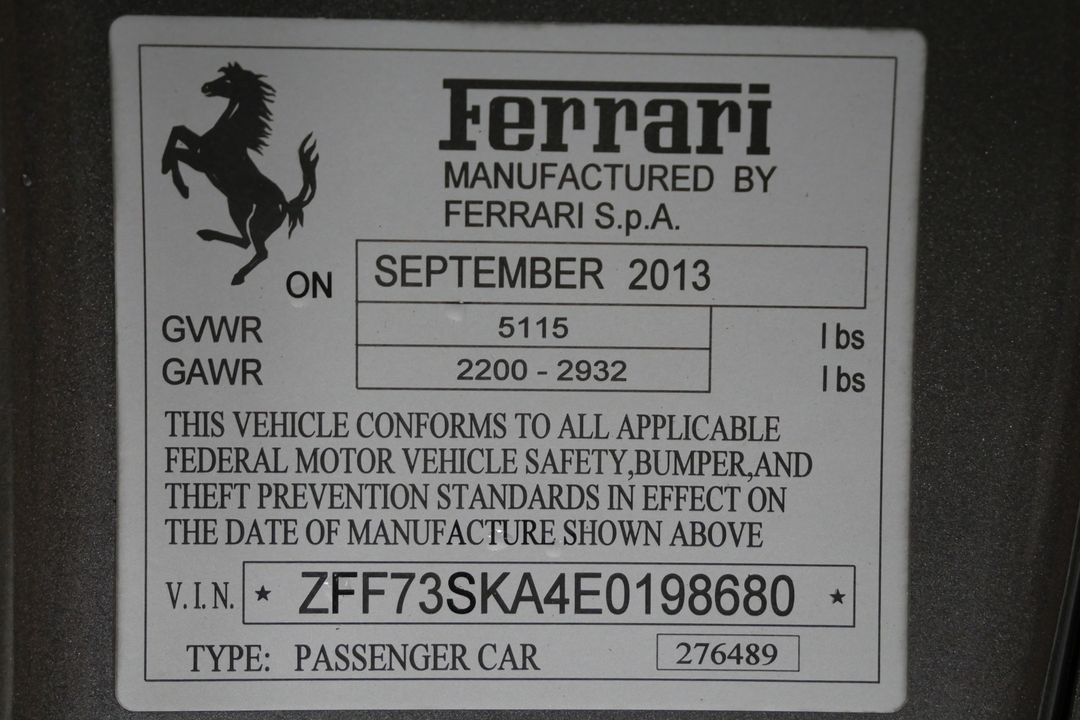 Ferrari
MANUFACTURED BY
FERRARI S.p.A.
ON SEPTEMBER 2013
GVWR 5115 lbs
GAWR 2200 - 2932 lbs
THIS VEHICLE CONFORMS TO ALL APPLICABLE
FEDERAL MOTOR VEHICLE SAFETY,BUMPER,AND
THEFT PREVENTION STANDARDS IN EFFECT ON
THE DATE OF MANUFACTURE SHOWN ABOVE
V.I.N. ★ ZFF73SKA4E0198680 ★
TYPE: PASSENGER CAR 276489